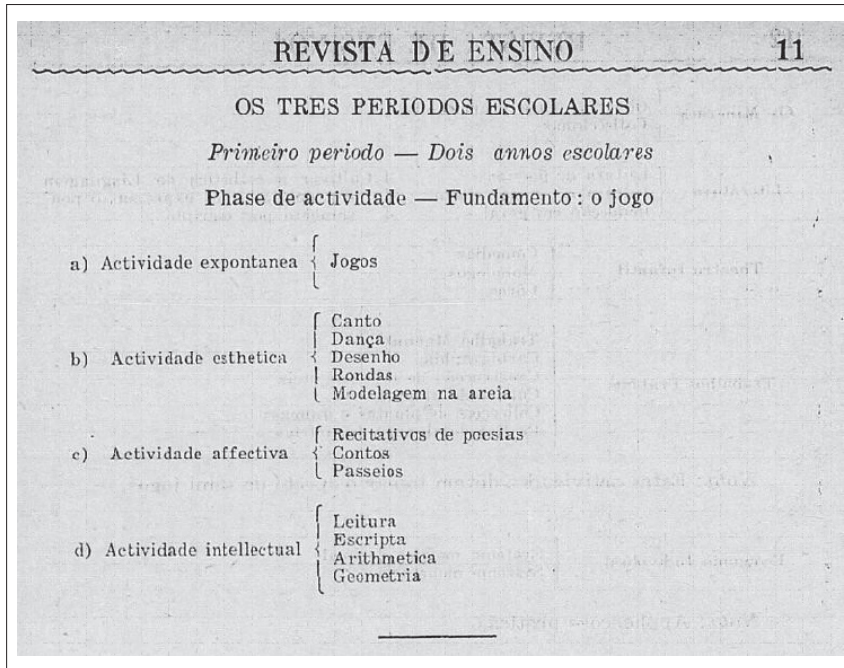 REVISTA DE ENSINO 11
OS TRES PERIODOS ESCOLARES
Primeiro periodo — Dois annos escolares
Phase de actividade — Fundamento : o jogo
a) Actividade expontanea { Jogos
b) Actividade esthetica { Canto
Dança
Desenho
Rondas
Modelagem na areia
c) Actividade affectiva { Recitativos de poesias
Contos
Passeios
d) Actividade intellectual { Leitura
Escripta
Arithmetica
Geometria